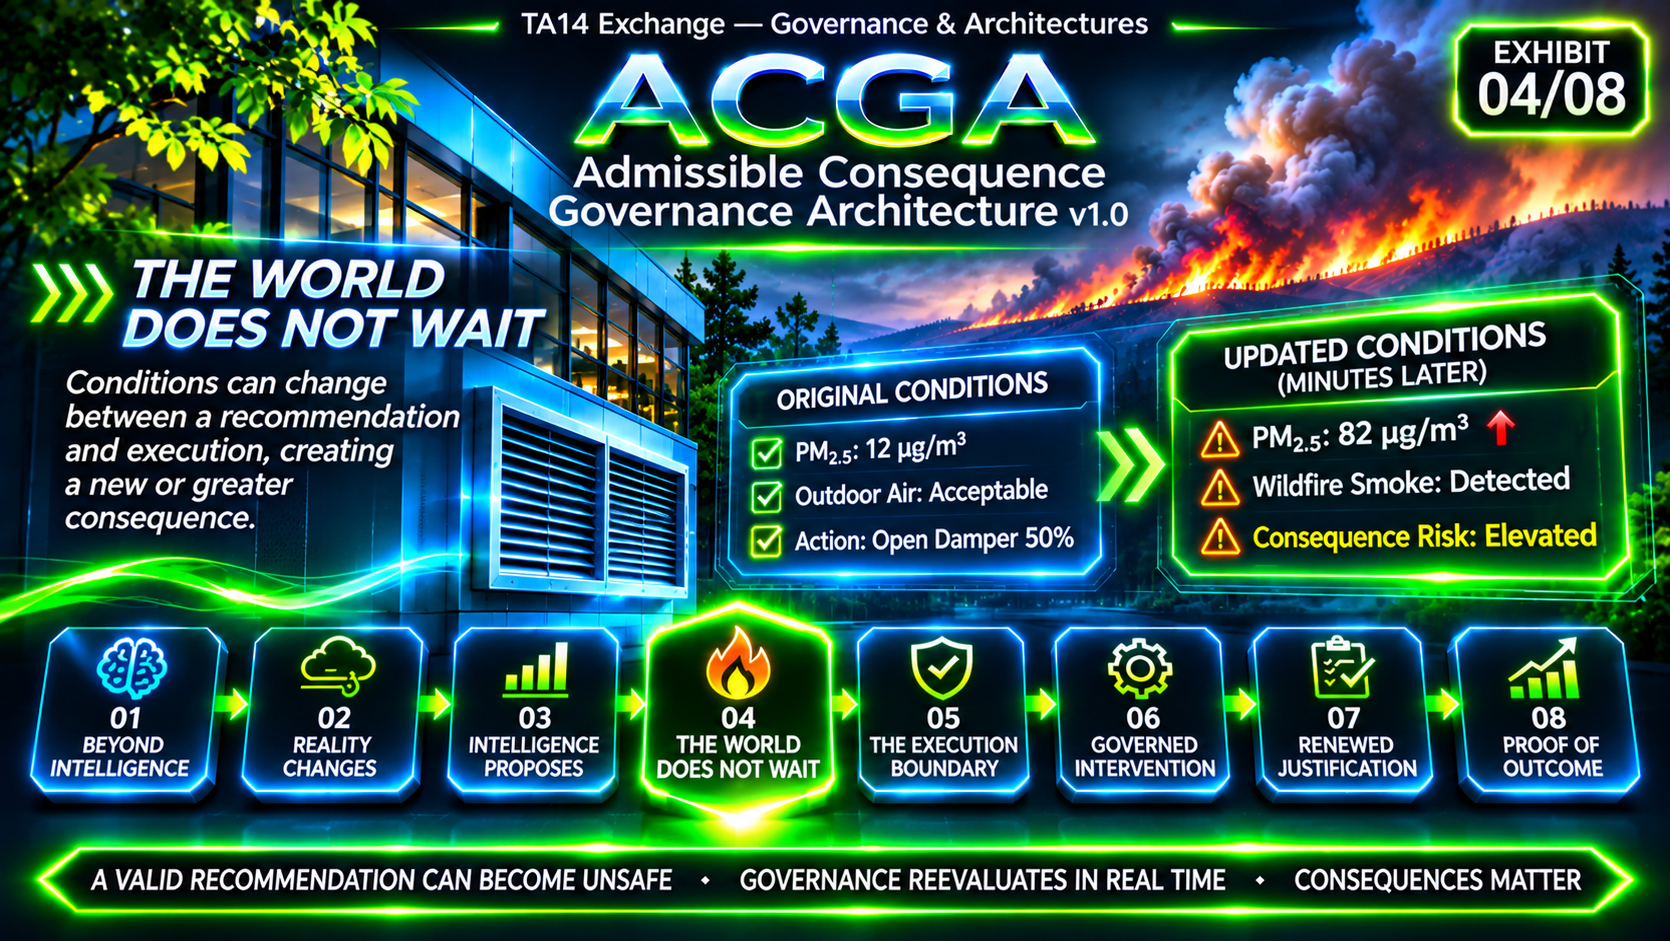 TA14 Exchange — Governance & Architectures
ACGA
Admissible Consequence
Governance Architecture v1.0
EXHIBIT
04/08
THE WORLD
DOES NOT WAIT
Conditions can change
between a recommendation
and execution, creating
a new or greater
consequence.
ORIGINAL CONDITIONS
PM2.5: 12 µg/m³
Outdoor Air: Acceptable
Action: Open Damper 50%
UPDATED CONDITIONS
(MINUTES LATER)
PM2.5: 82 µg/m³
Wildfire Smoke: Detected
Consequence Risk: Elevated
01
BEYOND
INTELLIGENCE
02
REALITY
CHANGES
03
INTELLIGENCE
PROPOSES
04
THE WORLD
DOES NOT WAIT
05
THE EXECUTION
BOUNDARY
06
GOVERNED
INTERVENTION
07
RENEWED
JUSTIFICATION
08
PROOF OF
OUTCOME
A VALID RECOMMENDATION CAN BECOME UNSAFE • GOVERNANCE REEVALUATES IN REAL TIME • CONSEQUENCES MATTER